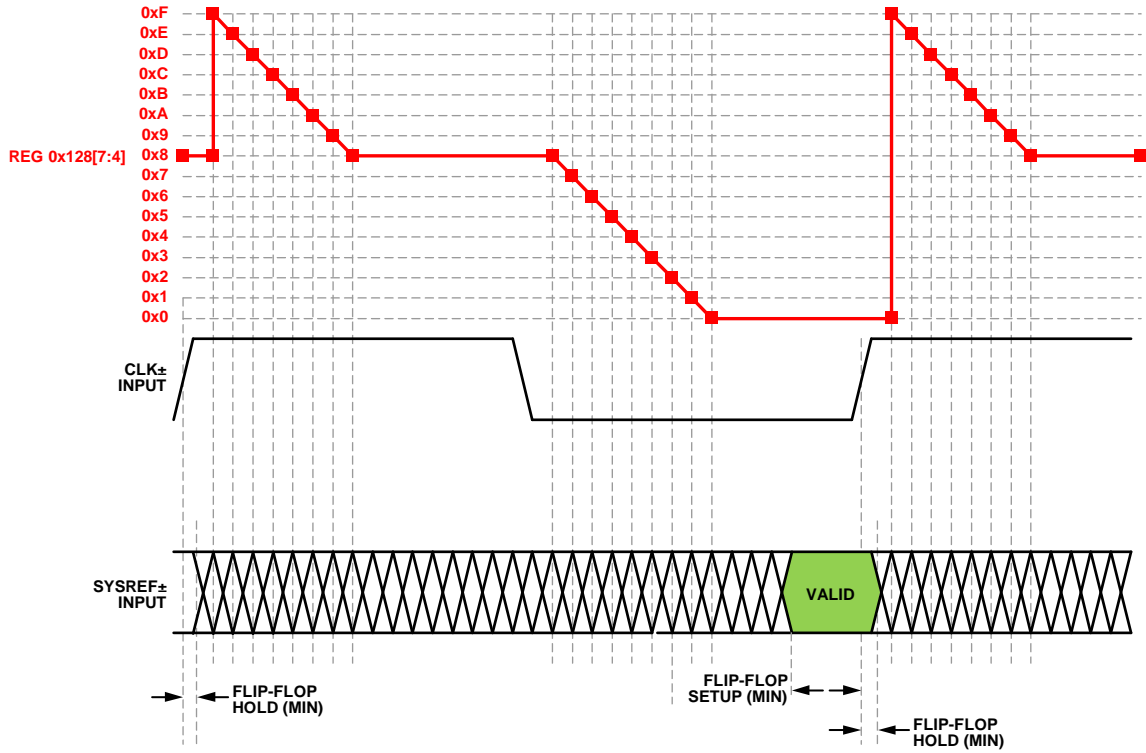 0xF
0xE
0xD
0xC
0xB
0xA
0x9
REG 0x128[7:4] 0x8
0x7
0x6
0x5
0x4
0x3
0x2
0x1
0x0
CLK±
INPUT
SYSREF±
INPUT
VALID
FLIP-FLOP
HOLD (MIN)
FLIP-FLOP
SETUP (MIN)
FLIP-FLOP
HOLD (MIN)